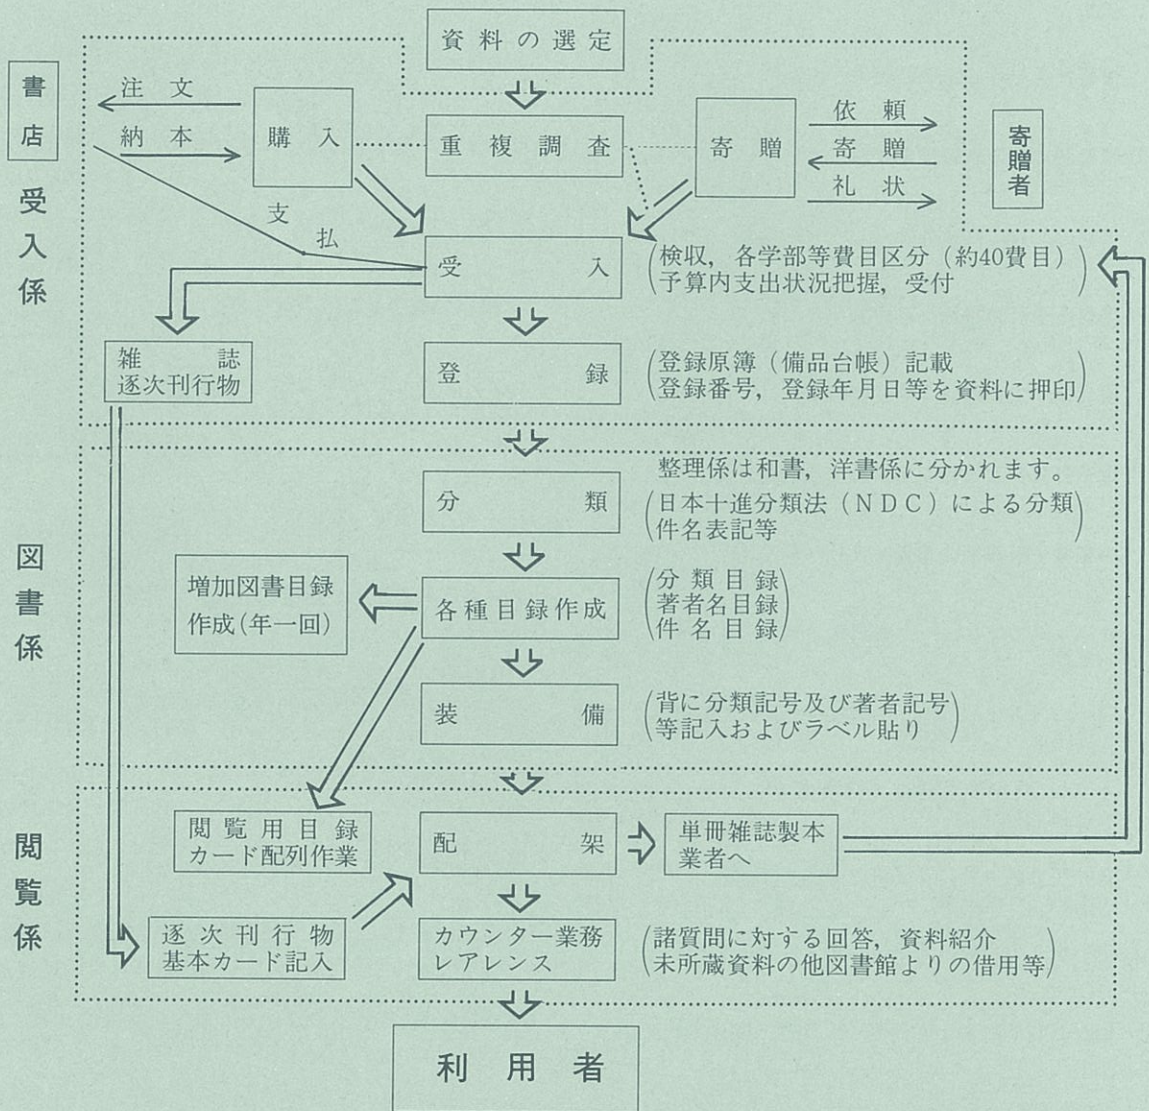 資料の選定
書店
注文
納本
購入
重複調査
寄贈
依頼
寄贈
礼状
寄贈者
受入係
支払
受入
(検収, 各学部等費目区分(約40費目)
予算内支出状況把握, 受付)
雑誌
逐次刊行物
登録
(登録原簿(備品台帳)記載
登録番号, 登録年月日等を資料に押印)
図書係
整理係は和書, 洋書係に分かれます。
分類
(日本十進分類法(NDC)による分類
件名表記等)
増加図書目録
作成(年一回)
各種目録作成
(分類目録
著者名目録
件名目録)
装備
(背に分類記号及び著者記号
等記入およびラベル貼り)
閲覧係
閲覧用目録
カード配列作業
配架
単冊雑誌製本
業者へ
逐次刊行物
基本カード記入
カウンター業務
レアレンス
(諸質問に対する回答, 資料紹介
未所蔵資料の他図書館よりの借用等)
利用者